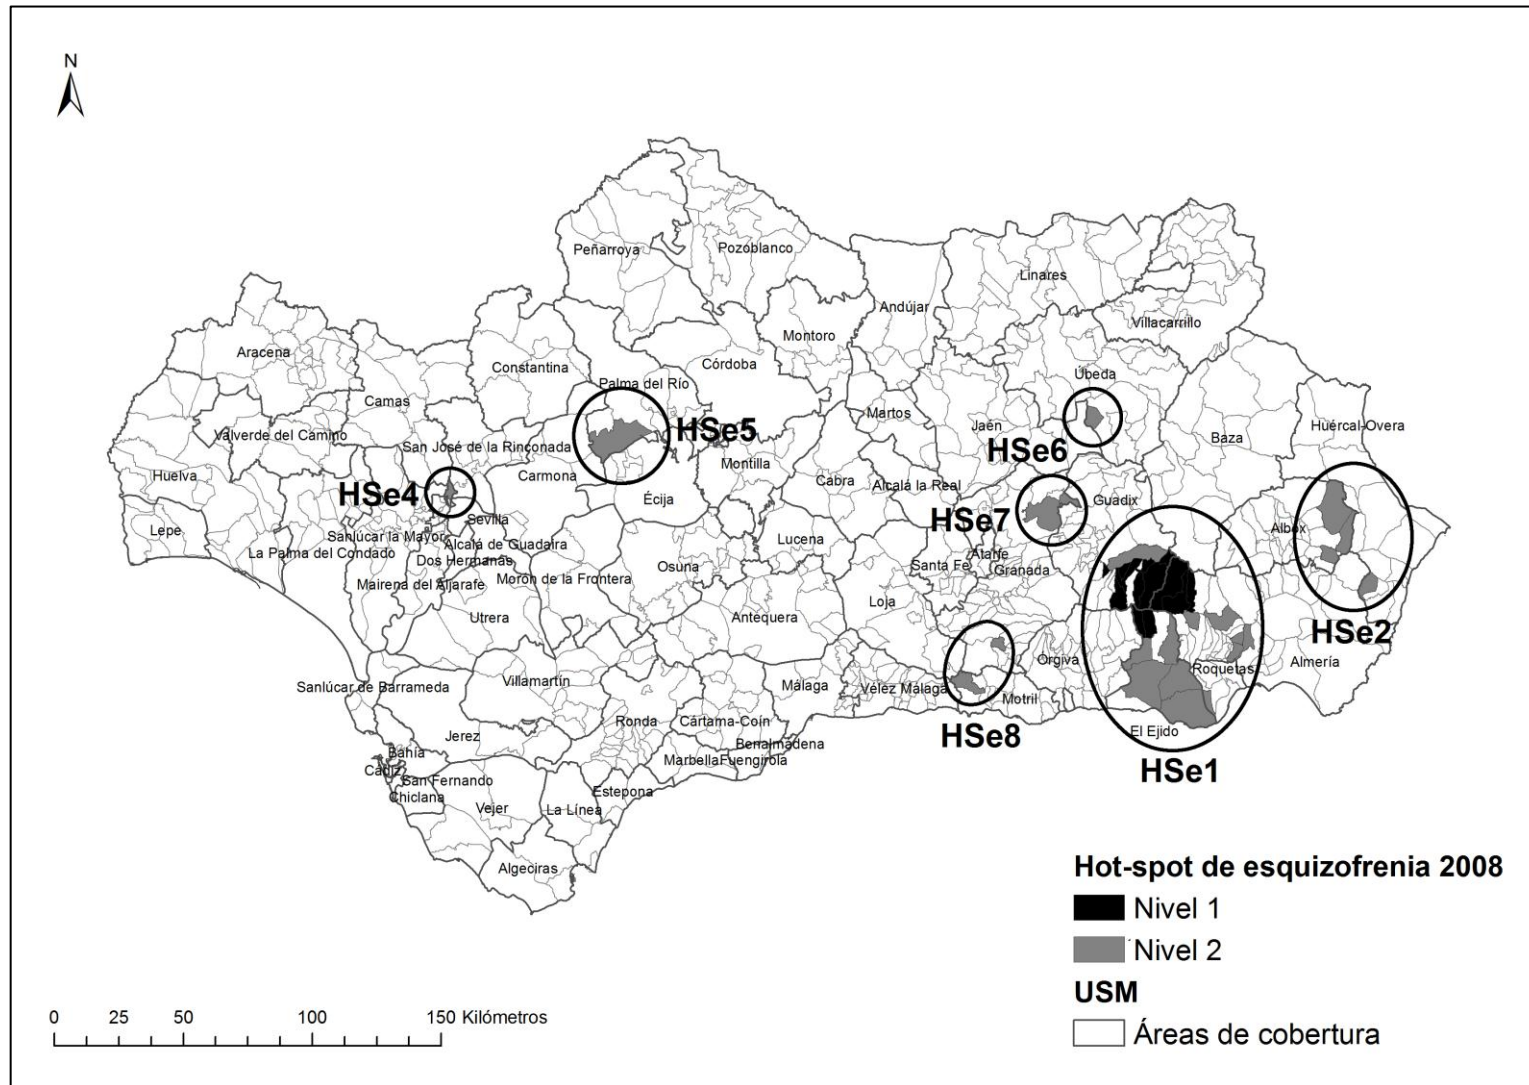 N
Peñarroya
Pozoblanco
Linares
Andújar
Villacarrillo
Montoro
Aracena
Córdoba
Constantina
Úbeda
Palma del Río
Camas
Martos
Jaén
Huércal-Overa
HSe5
Valverde del Camino
Baza
San José de la Rinconada
HSe6
Montilla
Huelva
Carmona
Cabra
Alcalá la Real
HSe4
Écija
Guadix
HSe7
Sevilla
Lepe
Sanlúcar la Mayor
Albox
La Palma del Condado
Alcalá de Guadaira
Lucena
Dos Hermanas
Atarfe
Santa Fe
Granada
Osuna
Morón de la Frontera
Mairena del Aljarafe
Loja
Utrera
Antequera
HSe2
Orgiva
Almería
Roquetas
Villamartín
Sanlúcar de Barrameda
Málaga
Vélez Málaga
Motril
Ronda
Cártama-Coín
El Ejido
Jerez
HSe8
Benalmádena
Bahía
Marbella
Fuengirola
Cádiz
HSe1
San Fernando
Estepona
Chiclana
Vejer
La Línea
Algeciras
Hot-spot de esquizofrenia 2008
Nivel 1
Nivel 2
USM
Áreas de cobertura
0 25 50 100 150 Kilómetros